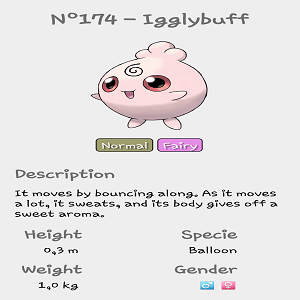 Nº174 - Igglybuff
Normal Fairy
Description
It moves by bouncing along. As it moves
a lot, it sweats, and its body gives off a
sweet aroma.
Height Specie
0,3 m Balloon
Weight Gender
1,0 kg ♂ ♀